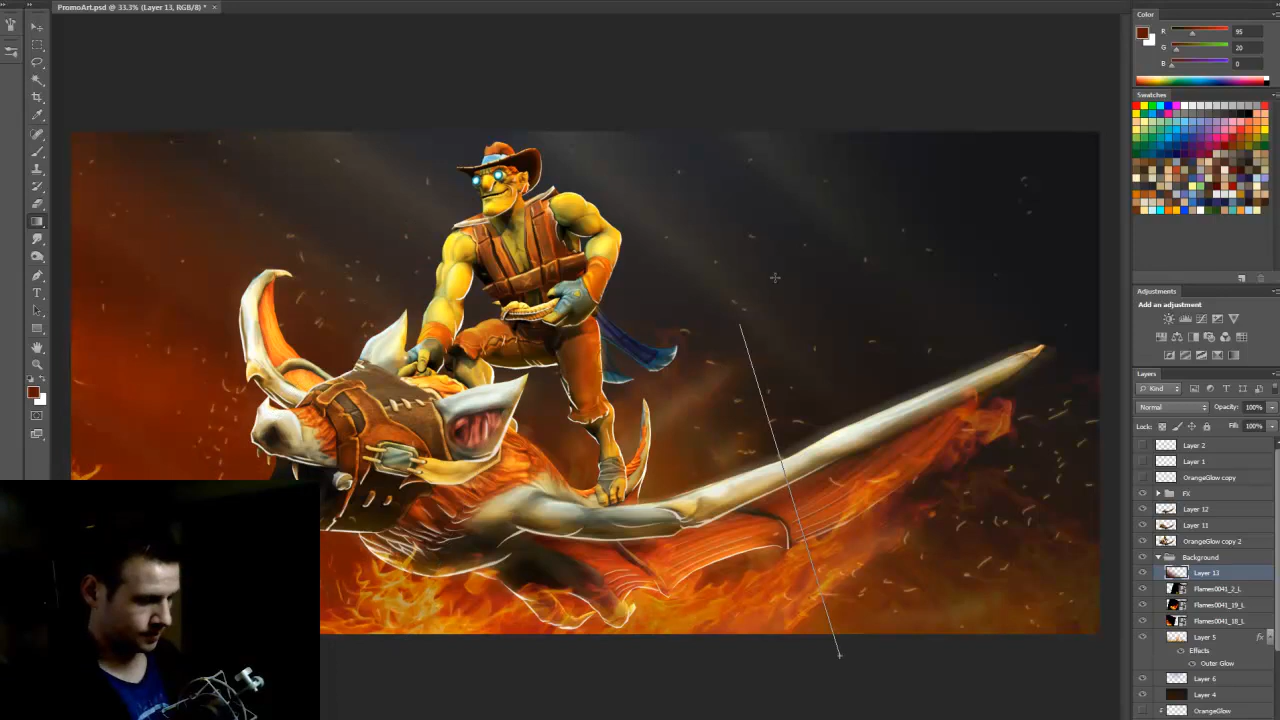 PromoArt.psd @ 33.3% (Layer 13, RGB/8) * ×
Color
R 95
G 20
B 0
Swatches
Adjustments
Add an adjustment
Layers
Kind
Normal Opacity: 100%
Lock: Fill: 100%
Layer 2
Layer 1
OrangeGlow copy
FX
Layer 12
Layer 11
OrangeGlow copy 2
Background
Layer 13
Flames0041_2_L
Flames0041_19_L
Flames0041_18_L
Layer 5 fx
Effects
Outer Glow
Layer 6
Layer 4
OrangeGlow